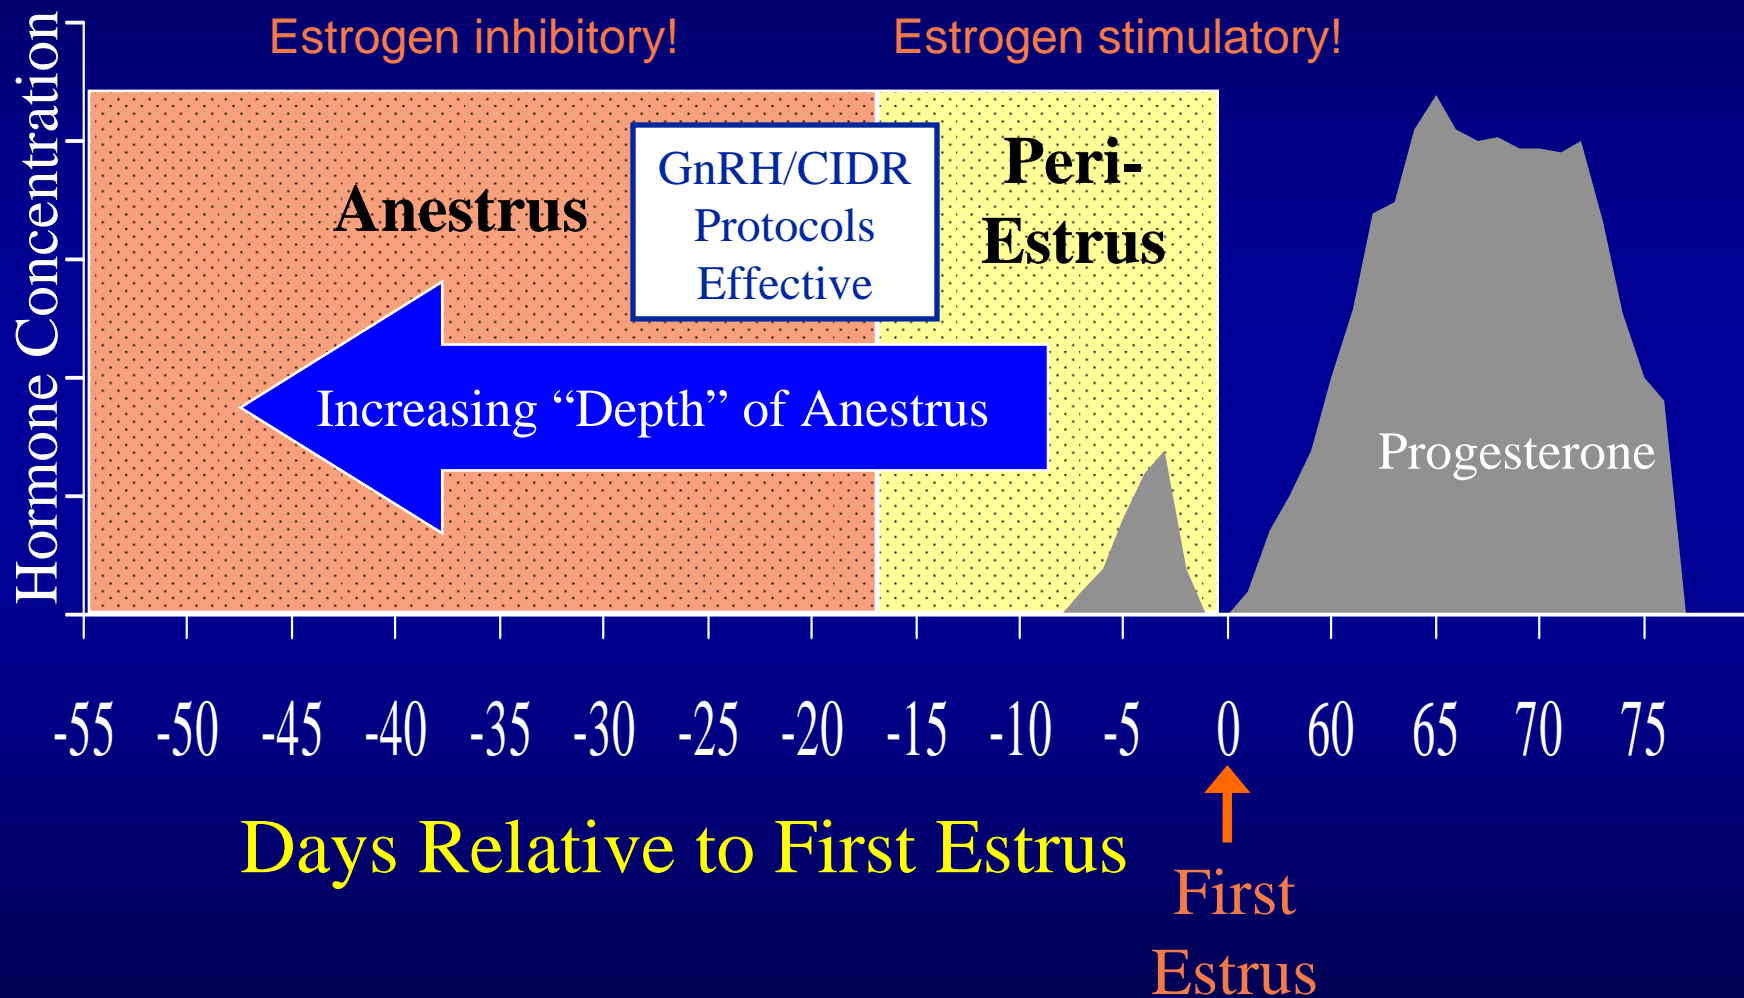 Estrogen inhibitory!
Estrogen stimulatory!
Hormone Concentration
Anestrus
GnRH/CIDR
Protocols
Effective
Peri-
Estrus
Increasing “Depth” of Anestrus
Progesterone
-55 -50 -45 -40 -35 -30 -25 -20 -15 -10 -5 0 60 65 70 75
Days Relative to First Estrus
First
Estrus